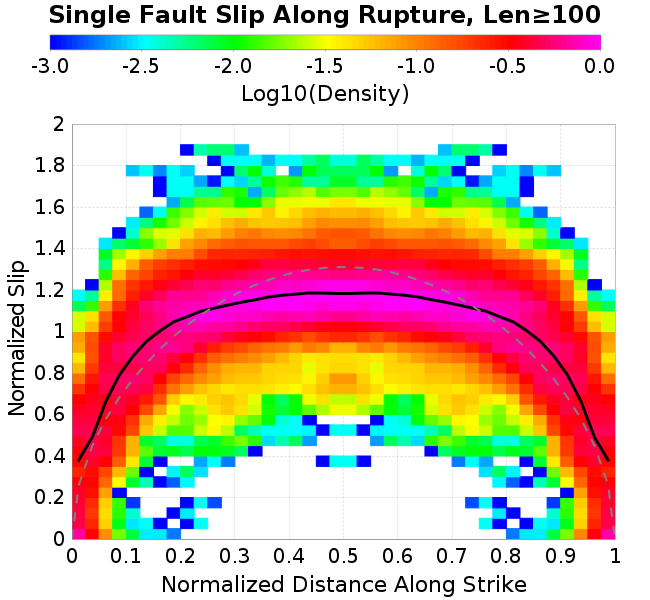 Single Fault Slip Along Rupture, Len≥100
-3.0 -2.5 -2.0 -1.5 -1.0 -0.5 0.0
Log10(Density)
2
1.8
1.6
1.4
1.2
1
0.8
0.6
0.4
0.2
0
Normalized Slip
0 0.1 0.2 0.3 0.4 0.5 0.6 0.7 0.8 0.9 1
Normalized Distance Along Strike